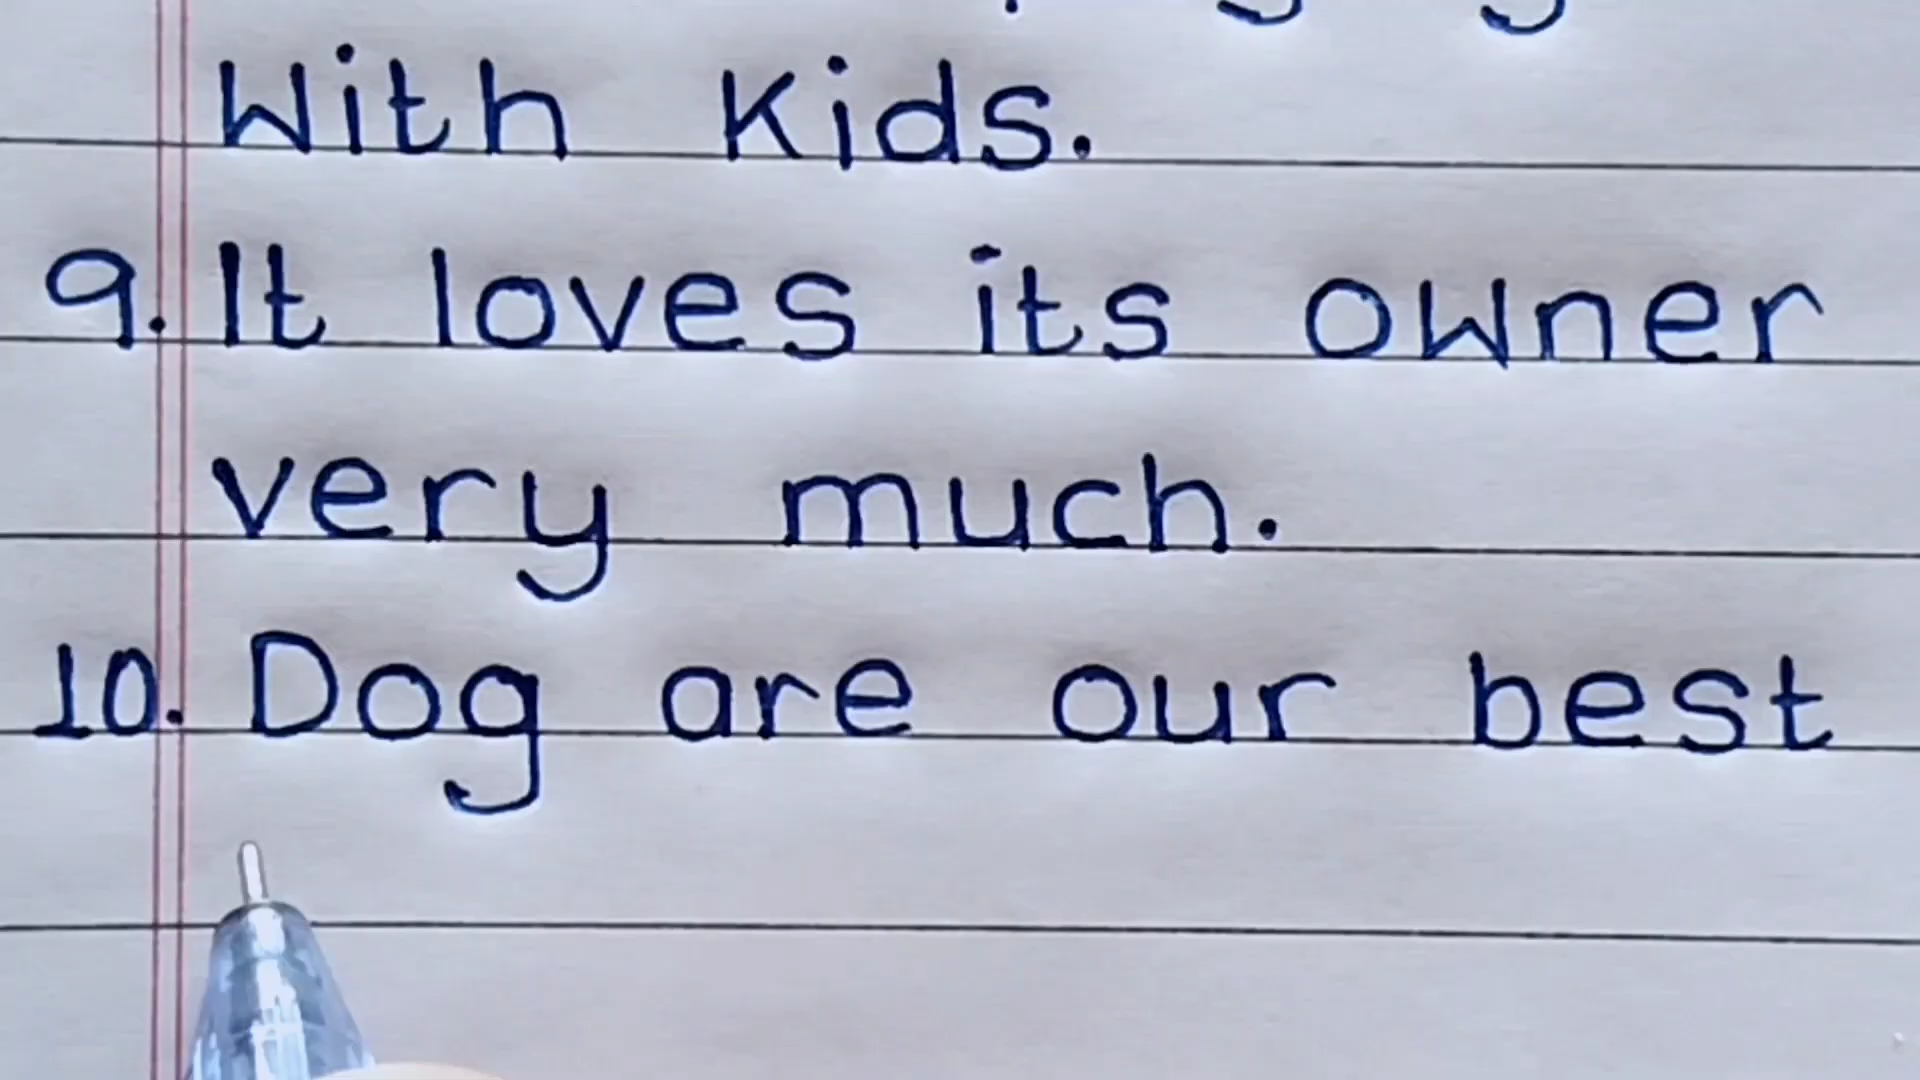 With Kids.
9. It loves its owner
very much.
10. Dog are our best